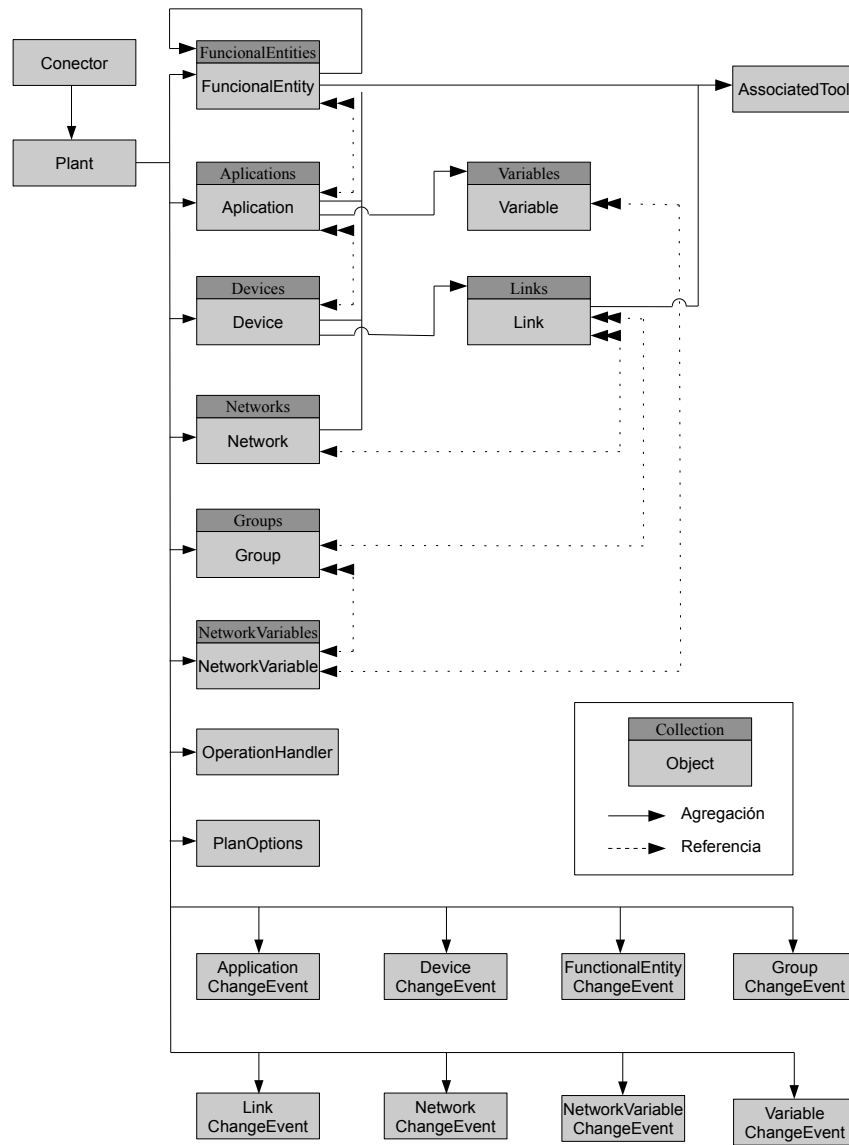 FuncionalEntities
Conector
FuncionalEntity
AssociatedTool
Plant
Aplications
Variables
Aplication
Variable
Devices
Links
Device
Link
Networks
Network
Groups
Group
NetworkVariables
NetworkVariable
Collection
OperationHandler
Object
Agregación
PlanOptions
Referencia
Application
ChangeEvent
Device
ChangeEvent
FunctionalEntity
ChangeEvent
Group
ChangeEvent
Link
ChangeEvent
Network
ChangeEvent
NetworkVariable
ChangeEvent
Variable
ChangeEvent